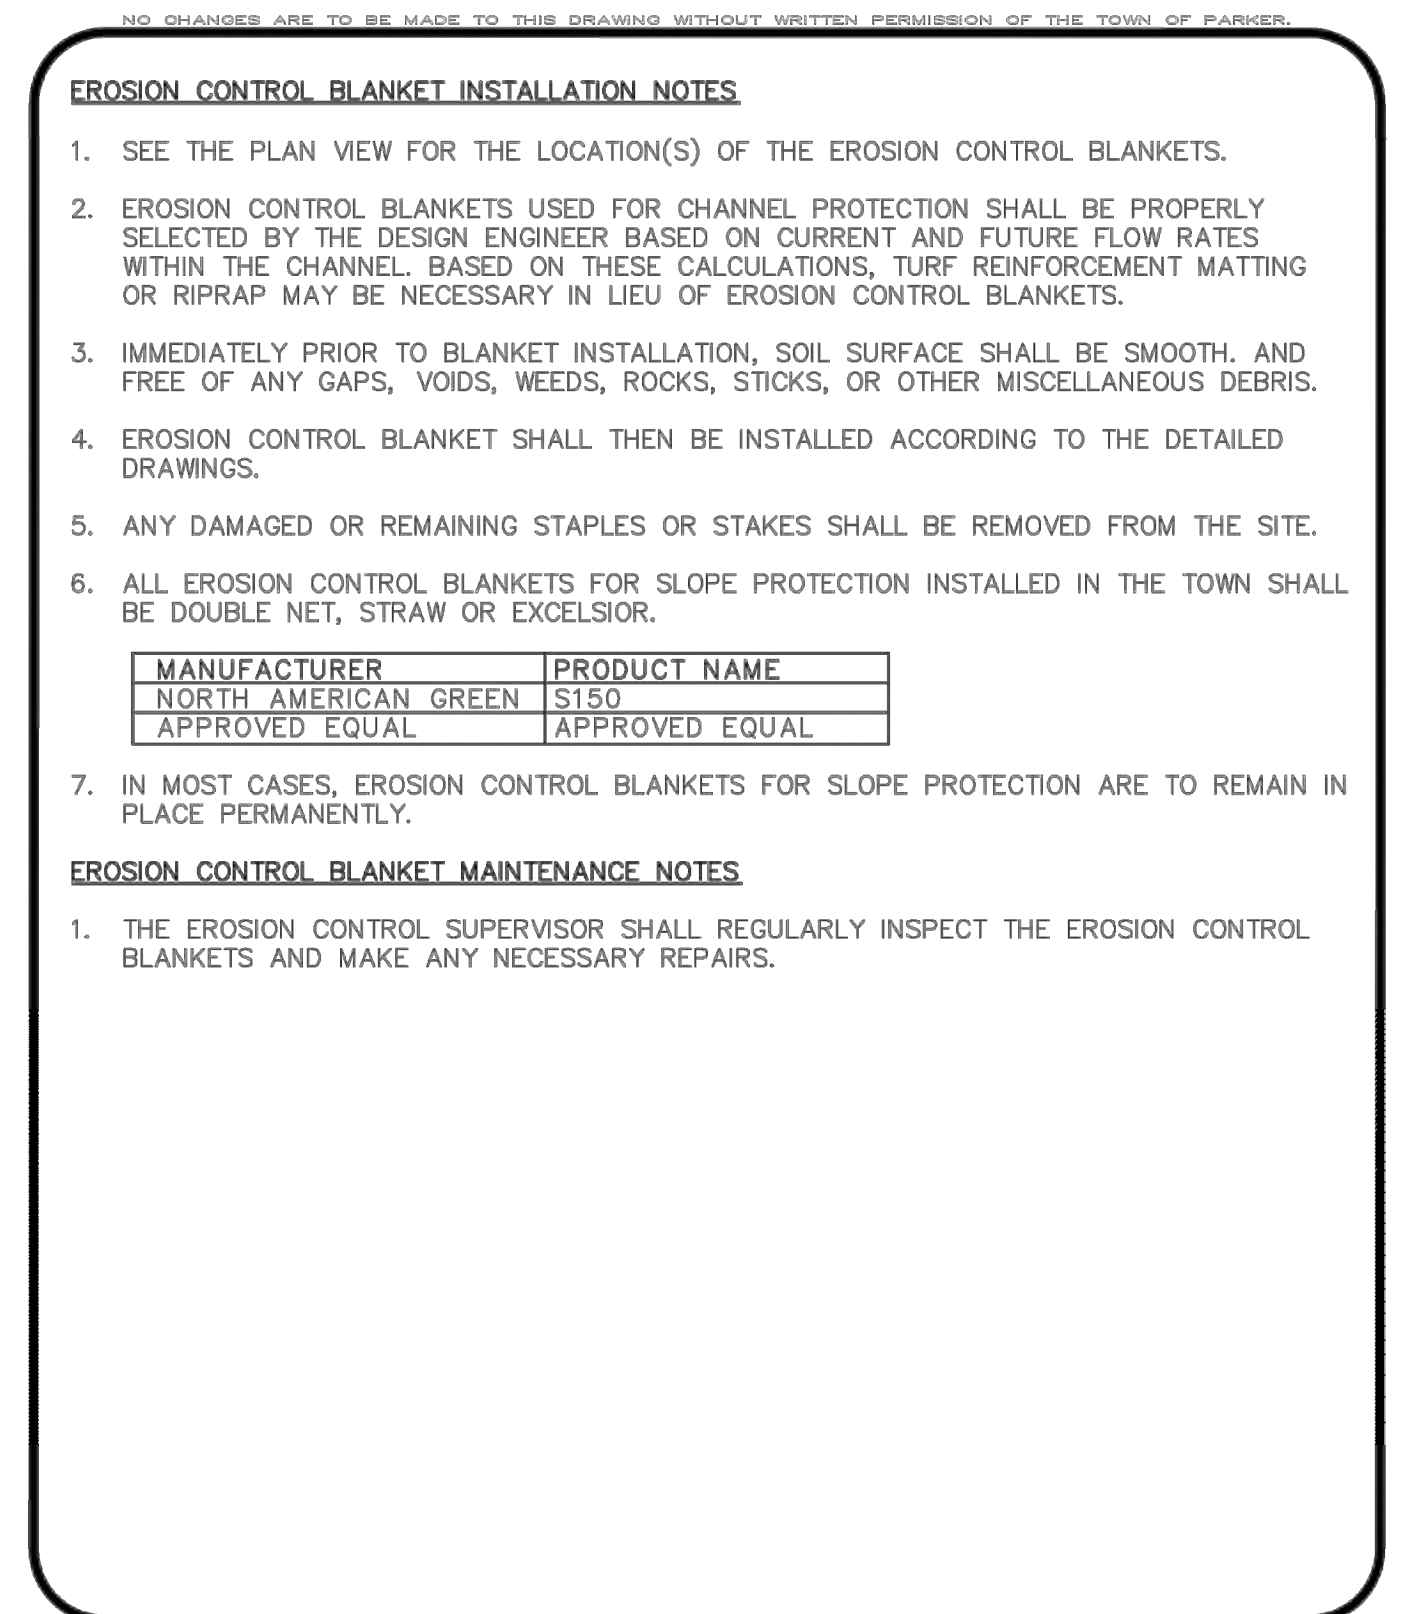 NO CHANGES ARE TO BE MADE TO THIS DRAWING WITHOUT WRITTEN PERMISSION OF THE TOWN OF PARKER.
EROSION CONTROL BLANKET INSTALLATION NOTES
1. SEE THE PLAN VIEW FOR THE LOCATION(S) OF THE EROSION CONTROL BLANKETS.
2. EROSION CONTROL BLANKETS USED FOR CHANNEL PROTECTION SHALL BE PROPERLY
SELECTED BY THE DESIGN ENGINEER BASED ON CURRENT AND FUTURE FLOW RATES
WITHIN THE CHANNEL. BASED ON THESE CALCULATIONS, TURF REINFORCEMENT MATTING
OR RIPRAP MAY BE NECESSARY IN LIEU OF EROSION CONTROL BLANKETS.
3. IMMEDIATELY PRIOR TO BLANKET INSTALLATION, SOIL SURFACE SHALL BE SMOOTH. AND
FREE OF ANY GAPS, VOIDS, WEEDS, ROCKS, STICKS, OR OTHER MISCELLANEOUS DEBRIS.
4. EROSION CONTROL BLANKET SHALL THEN BE INSTALLED ACCORDING TO THE DETAILED
DRAWINGS.
5. ANY DAMAGED OR REMAINING STAPLES OR STAKES SHALL BE REMOVED FROM THE SITE.
6. ALL EROSION CONTROL BLANKETS FOR SLOPE PROTECTION INSTALLED IN THE TOWN SHALL
BE DOUBLE NET, STRAW OR EXCELSIOR.
MANUFACTURER PRODUCT NAME
NORTH AMERICAN GREEN S150
APPROVED EQUAL APPROVED EQUAL
7. IN MOST CASES, EROSION CONTROL BLANKETS FOR SLOPE PROTECTION ARE TO REMAIN IN
PLACE PERMANENTLY.
EROSION CONTROL BLANKET MAINTENANCE NOTES
1. THE EROSION CONTROL SUPERVISOR SHALL REGULARLY INSPECT THE EROSION CONTROL
BLANKETS AND MAKE ANY NECESSARY REPAIRS.